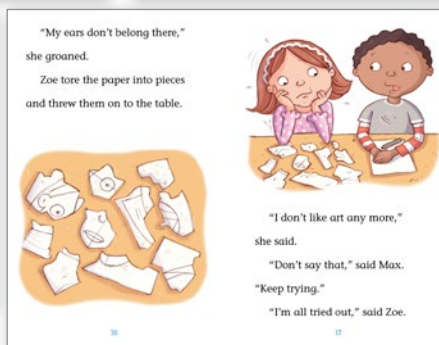 “My ears don’t belong there,”
she groaned.
Zoe tore the paper into pieces
and threw them on to the table.
16
“I don’t like art any more,”
she said.
“Don’t say that,” said Max.
“Keep trying.”
“I’m all tried out,” said Zoe.
17